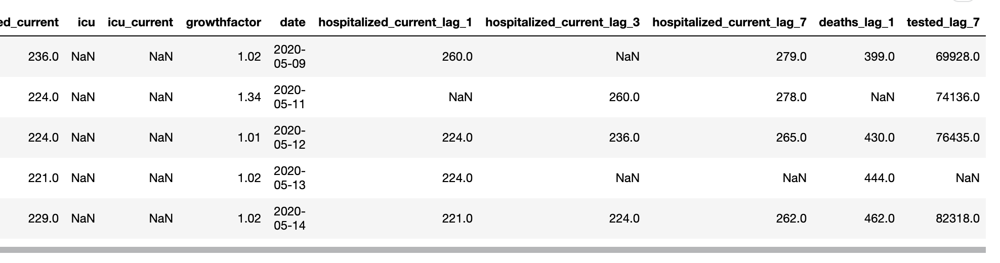 ed_current icu icu_current growthfactor date hospitalized_current_lag_1 hospitalized_current_lag_3 hospitalized_current_lag_7 deaths_lag_1 tested_lag_7
236.0 NaN NaN 1.02 2020-
05-09 260.0 NaN 279.0 399.0 69928.0
224.0 NaN NaN 1.34 2020-
05-11 NaN 260.0 278.0 NaN 74136.0
224.0 NaN NaN 1.01 2020-
05-12 224.0 236.0 265.0 430.0 76435.0
221.0 NaN NaN 1.02 2020-
05-13 224.0 NaN NaN 444.0 NaN
229.0 NaN NaN 1.02 2020-
05-14 221.0 224.0 262.0 462.0 82318.0